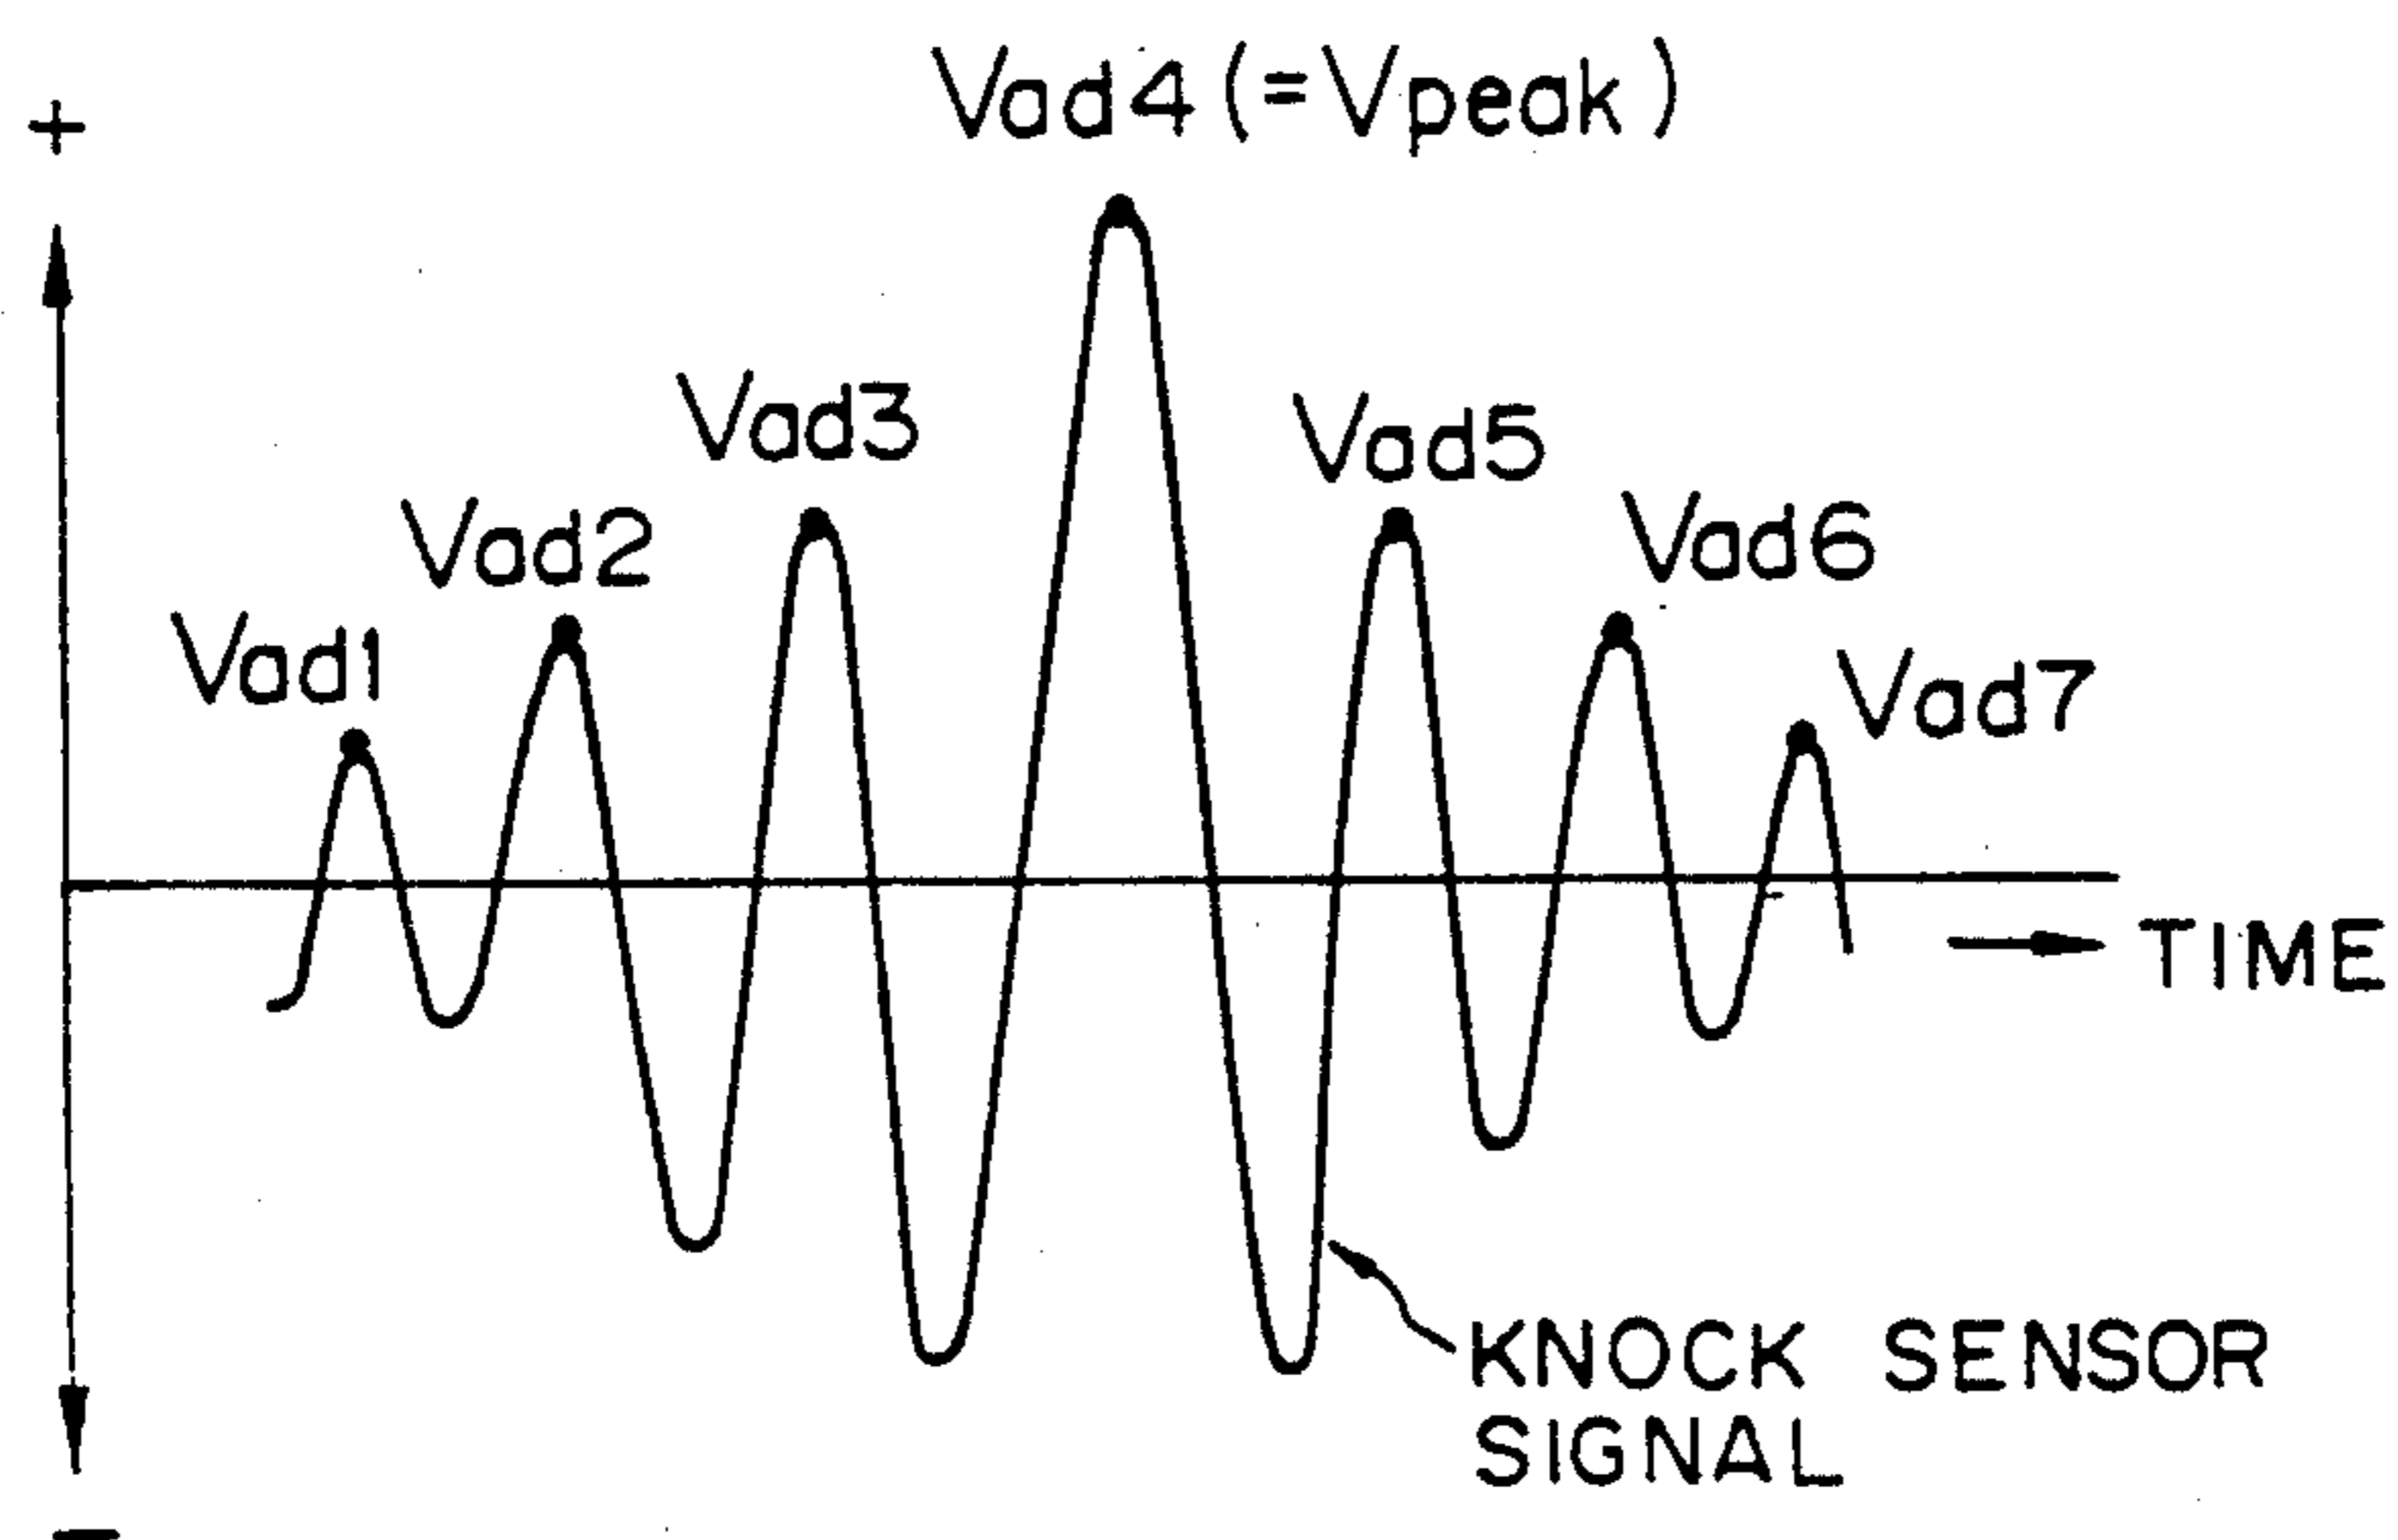 +
Vad4 (=Vpeak)
Vad3
Vad5
Vad2
Vad6
Vad1
Vad7
TIME
KNOCK SENSOR
SIGNAL
−